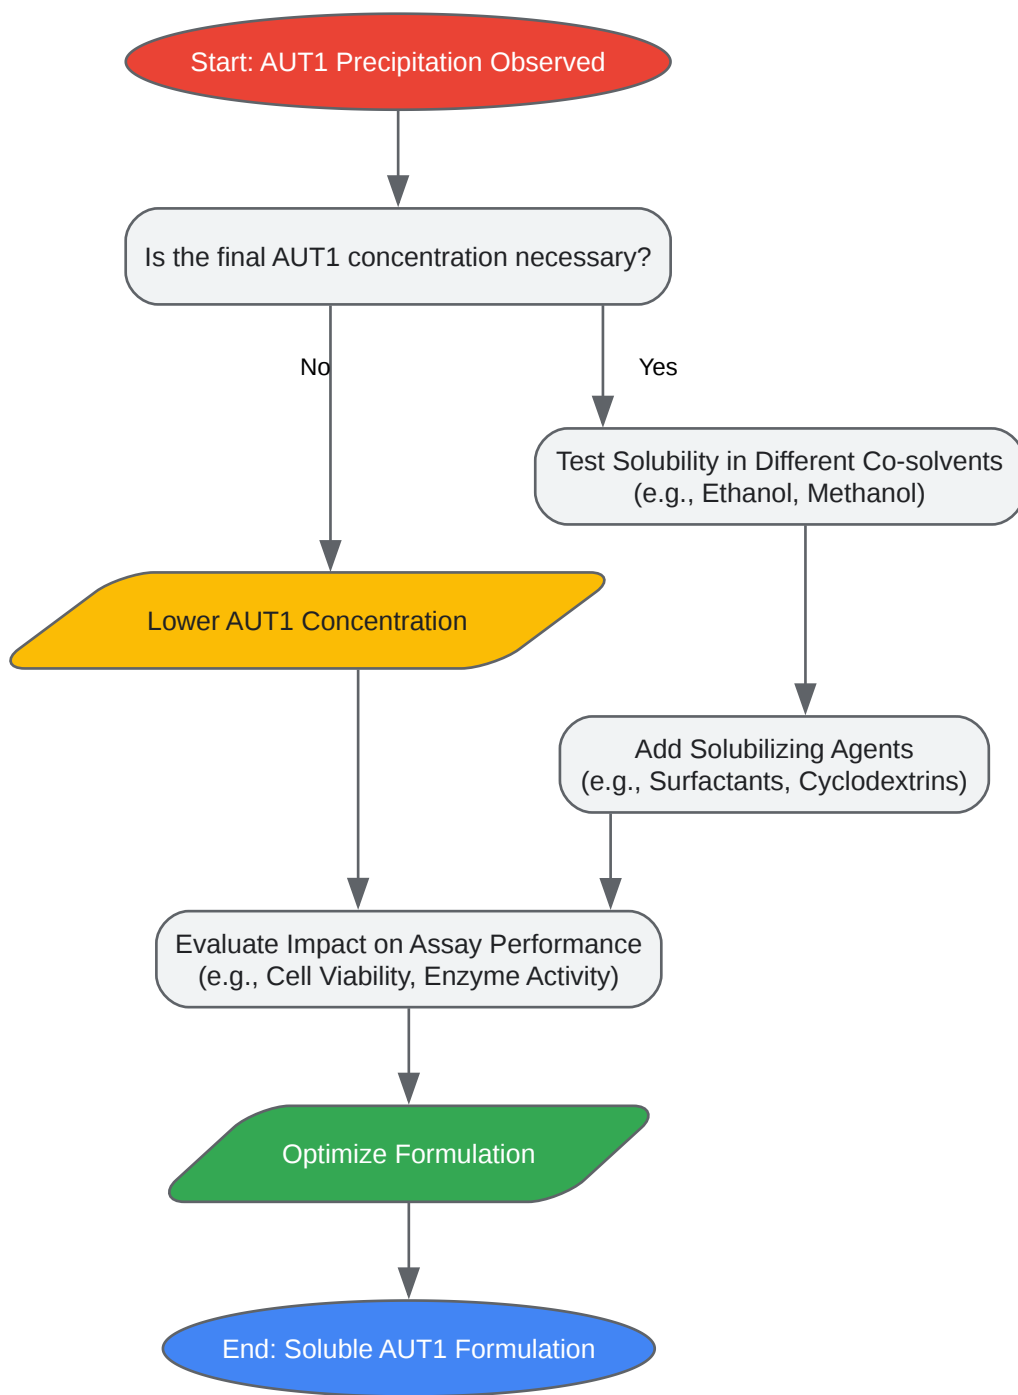 Start: AUT1 Precipitation Observed
Is the final AUT1 concentration necessary?
No
Yes
Test Solubility in Different Co-solvents
(e.g., Ethanol, Methanol)
Lower AUT1 Concentration
Add Solubilizing Agents
(e.g., Surfactants, Cyclodextrins)
Evaluate Impact on Assay Performance
(e.g., Cell Viability, Enzyme Activity)
Optimize Formulation
End: Soluble AUT1 Formulation